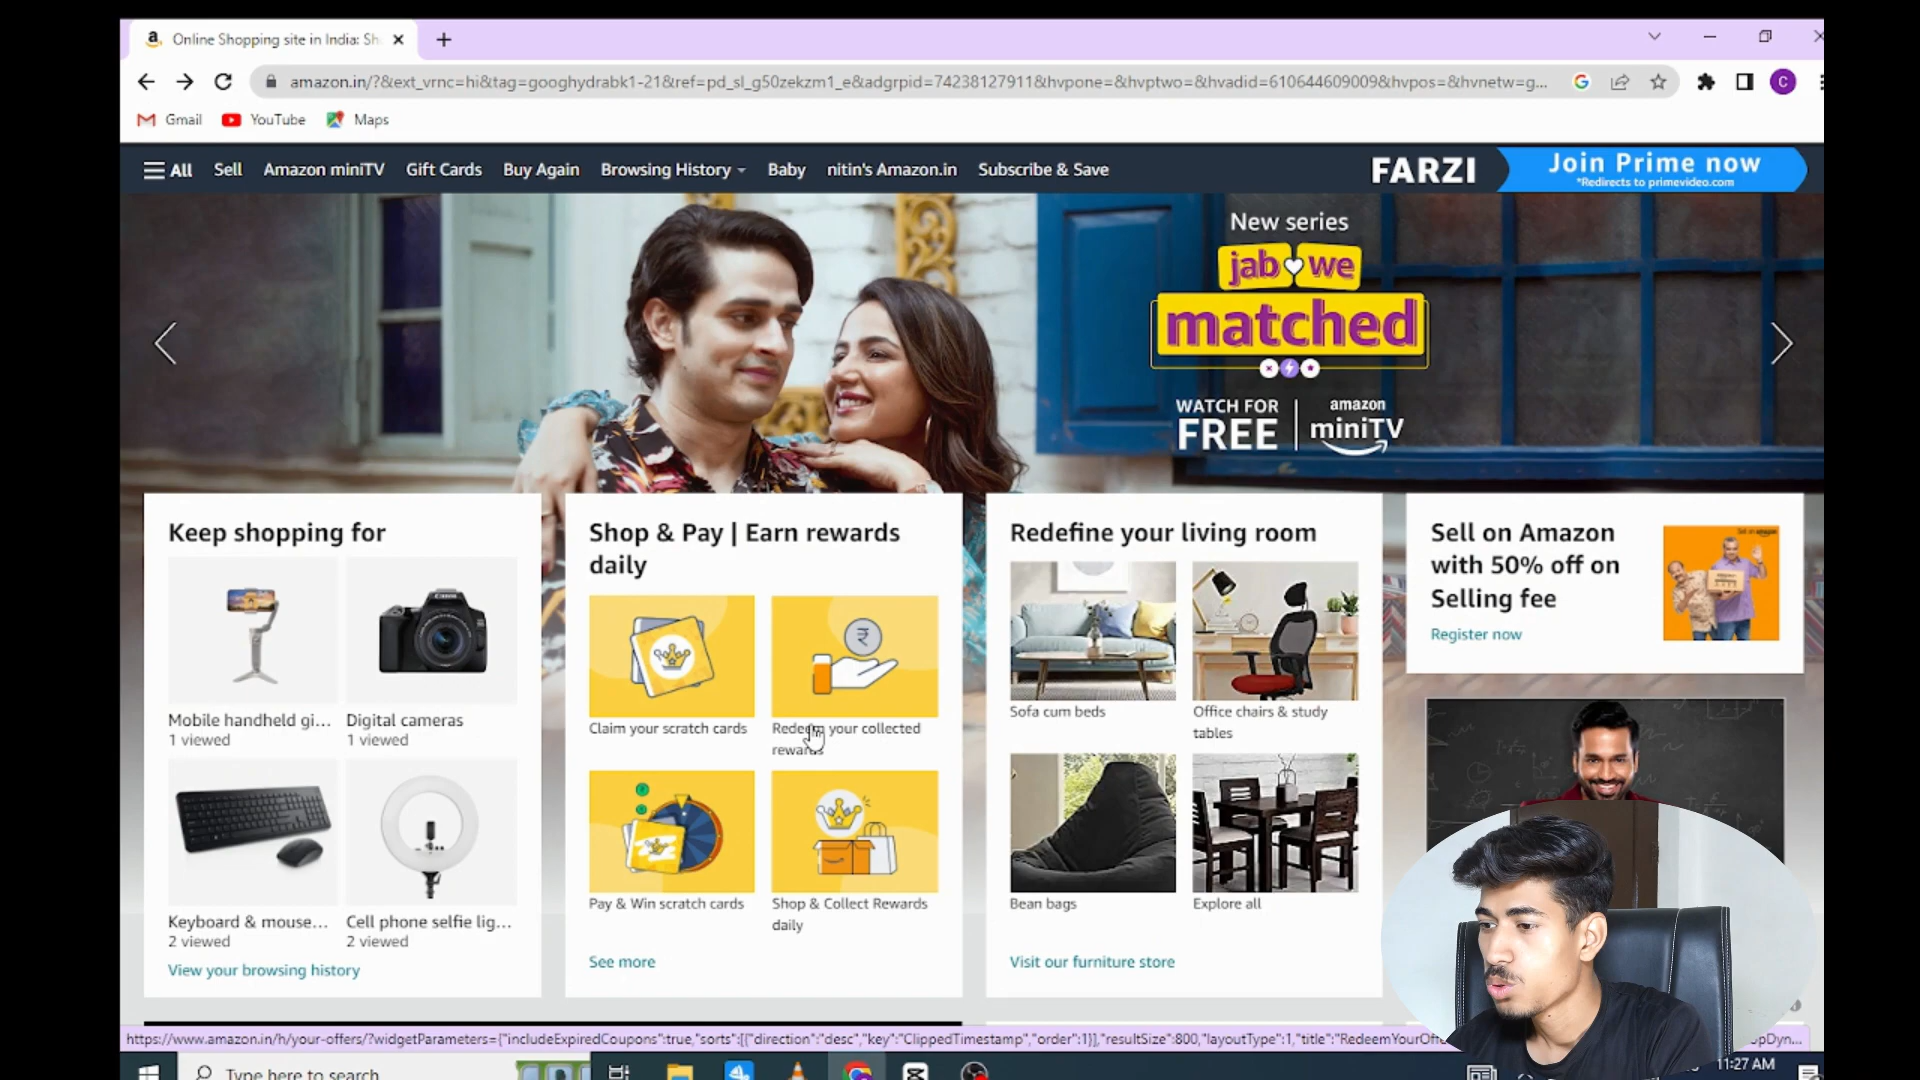 Online Shopping site in India: Sh
amazon.in/?&ext_vrnc=hi&tag=googhydrabk1-21&ref=pd_sl_g50zekzm1_e&adgrpid=74238127911&hvpone=&hvptwo=&hvadid=610644609009&hvpos=&hvnetw=g...
C
Gmail YouTube Maps
All Sell Amazon miniTV Gift Cards Buy Again Browsing History Baby nitin's Amazon.in Subscribe & Save
FARZI
Join Prime now
*Redirects to primevideo.com
New series
jab we
matched
WATCH FOR
FREE
amazon
miniTV
Keep shopping for
Mobile handheld gi...
1 viewed
Digital cameras
1 viewed
Keyboard & mouse...
2 viewed
Cell phone selfie lig...
2 viewed
View your browsing history
Shop & Pay | Earn rewards
daily
Claim your scratch cards
Redeem your collected
rewards
Pay & Win scratch cards
Shop & Collect Rewards
daily
See more
Redefine your living room
Sofa cum beds
Office chairs & study
tables
Bean bags
Explore all
Visit our furniture store
Sell on Amazon
with 50% off on
Selling fee
Register now
Canon
https://www.amazon.in/h/your-offers/?widgetParameters={"includeExpiredCoupons":true,"sorts":[{"direction":"desc","key":"ClippedTimestamp","order":1}],"resultSize":800,"layoutType":1,"title":"RedeemYourOff
Type here to search
11:27 AM